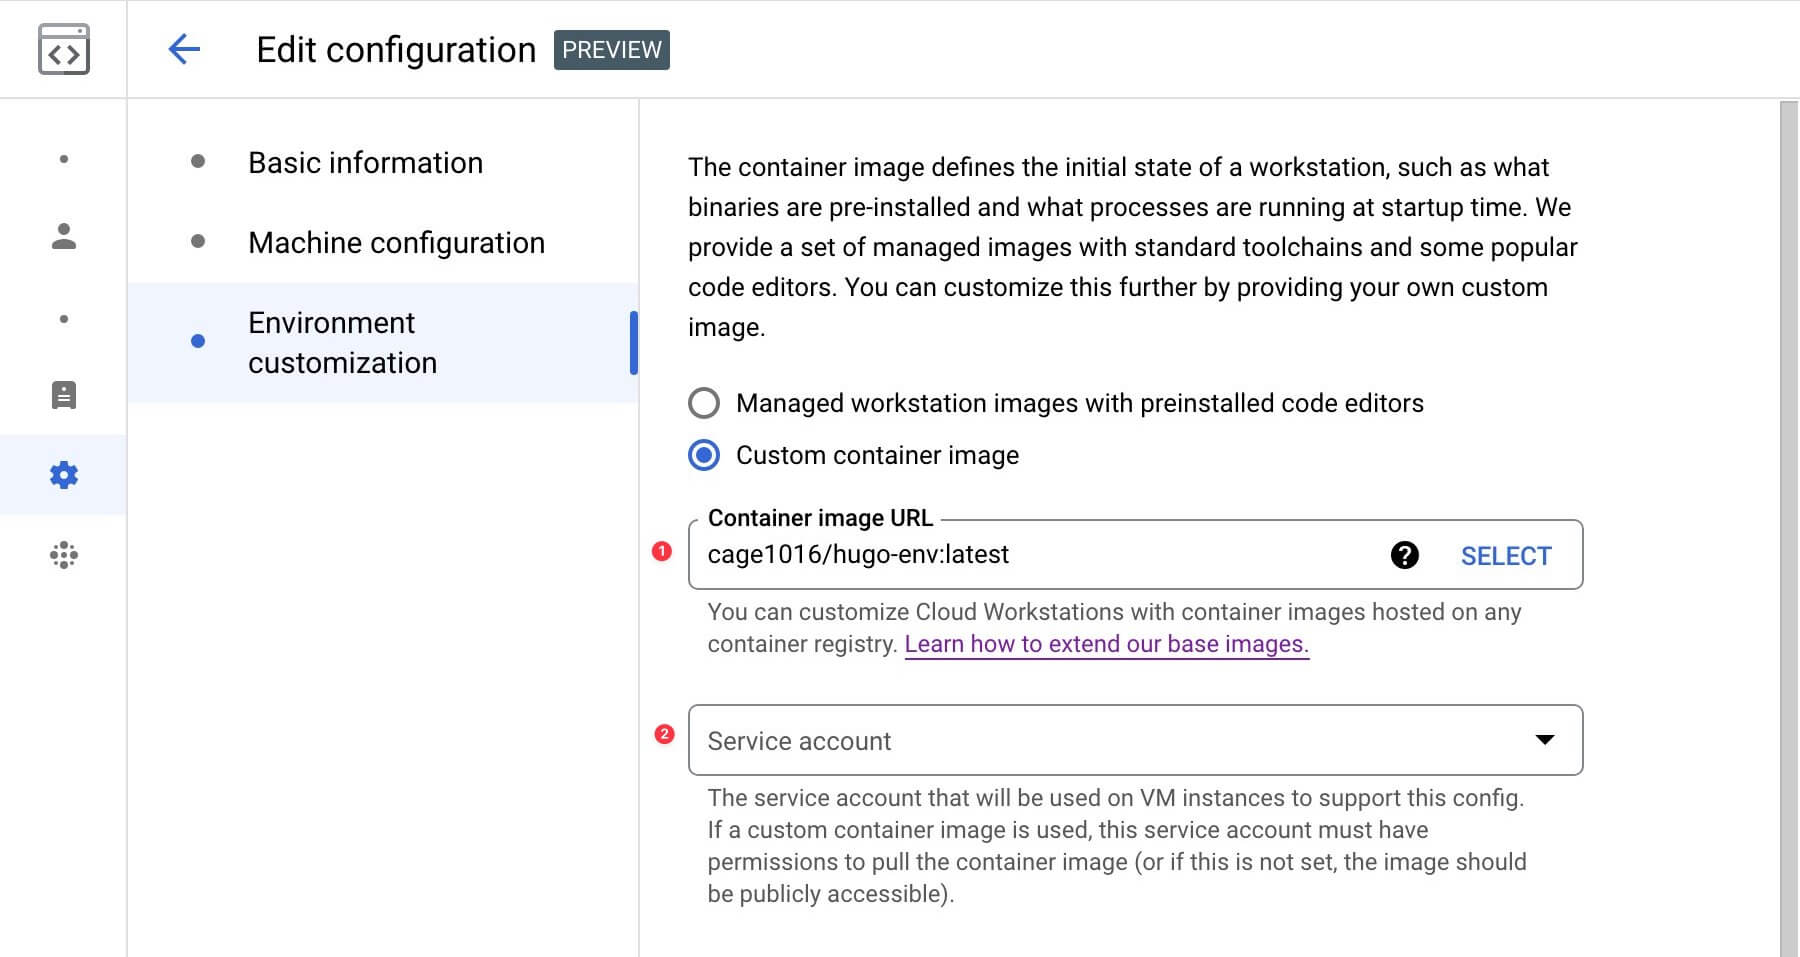 Edit configuration PREVIEW
Basic information
Machine configuration
Environment
customization
The container image defines the initial state of a workstation, such as what
binaries are pre-installed and what processes are running at startup time. We
provide a set of managed images with standard toolchains and some popular
code editors. You can customize this further by providing your own custom
image.
Managed workstation images with preinstalled code editors
Custom container image
Container image URL
1 cage1016/hugo-env:latest ? SELECT
You can customize Cloud Workstations with container images hosted on any
container registry. Learn how to extend our base images.
2 Service account
The service account that will be used on VM instances to support this config.
If a custom container image is used, this service account must have
permissions to pull the container image (or if this is not set, the image should
be publicly accessible).